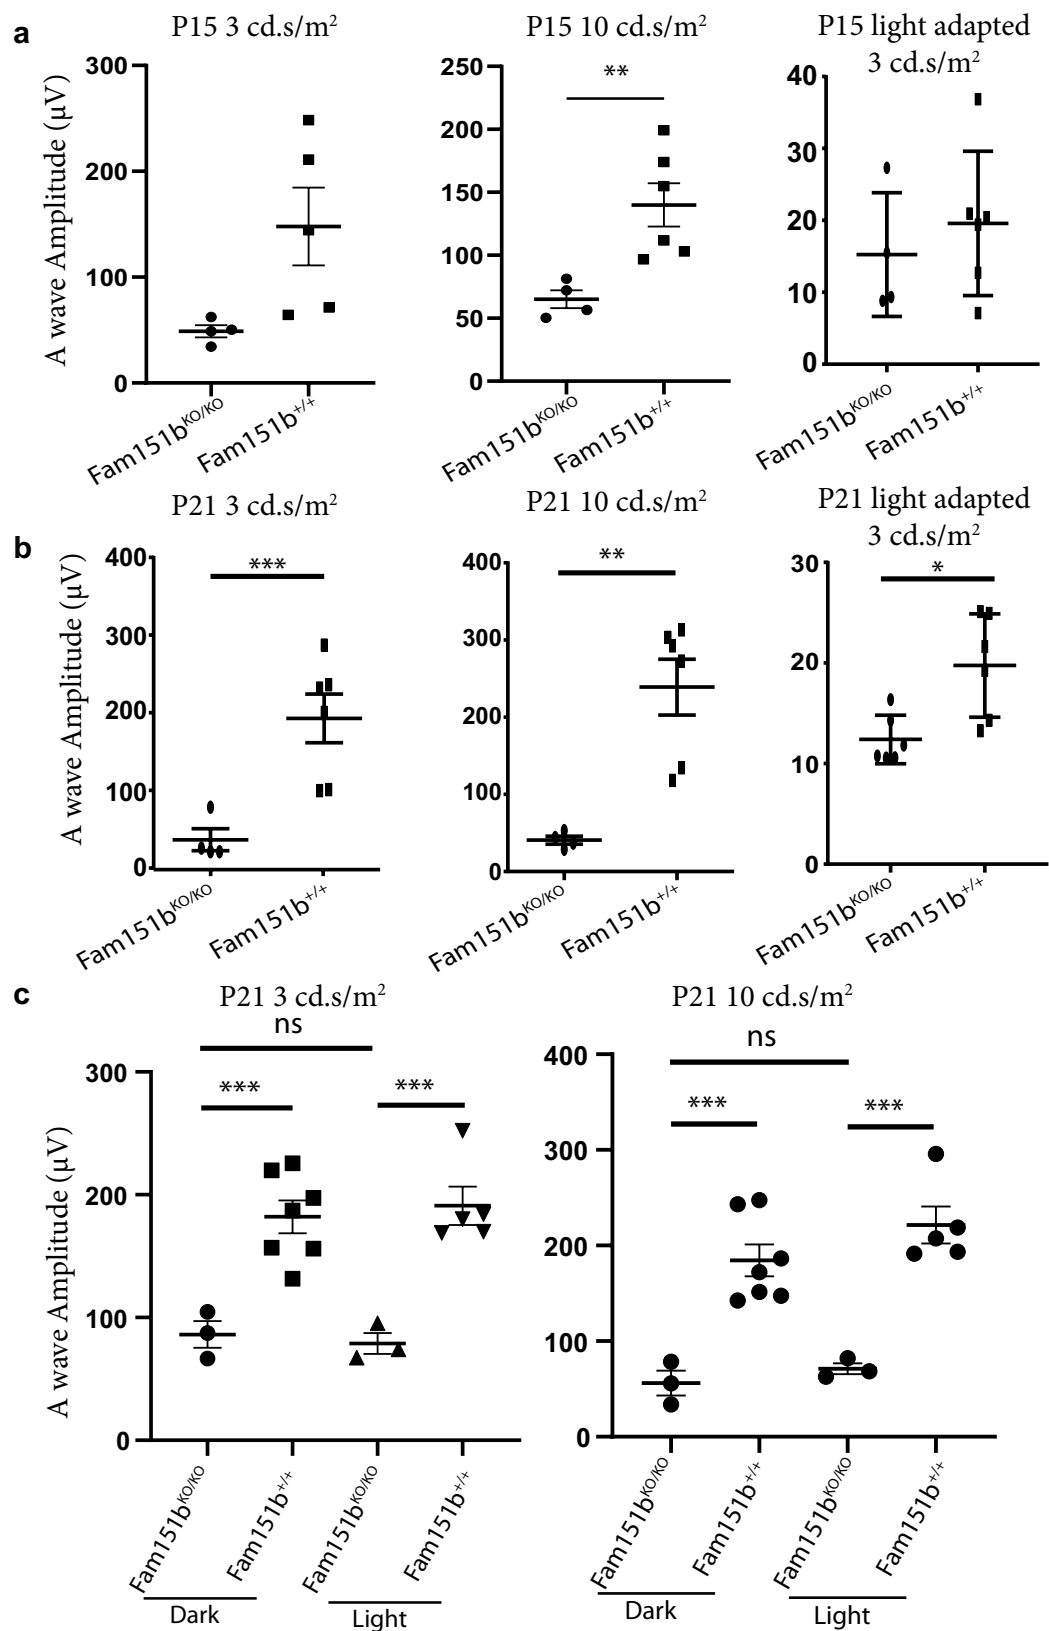 a
P15 3 cd.s/m²
P15 10 cd.s/m²
P15 light adapted
3 cd.s/m²
A wave Amplitude (µV)
300
200
100
0
250
200
150
100
50
0
**
40
30
20
10
0
Fam151bKO/KO
Fam151b+/+
Fam151bKO/KO
Fam151b+/+
Fam151bKO/KO
Fam151b+/+
b
P21 3 cd.s/m²
P21 10 cd.s/m²
P21 light adapted
3 cd.s/m²
A wave Amplitude (µV)
400
300
200
100
0
***
400
300
200
100
0
**
30
20
10
0
*
Fam151bKO/KO
Fam151b+/+
Fam151bKO/KO
Fam151b+/+
Fam151bKO/KO
Fam151b+/+
c
P21 3 cd.s/m²
P21 10 cd.s/m²
A wave Amplitude (µV)
300
200
100
0
ns
***
***
Fam151bKO/KO
Fam151b+/+
Fam151bKO/KO
Fam151b+/+
Dark
Light
400
300
200
100
0
ns
***
***
Fam151bKO/KO
Fam151b+/+
Fam151bKO/KO
Fam151b+/+
Dark
Light